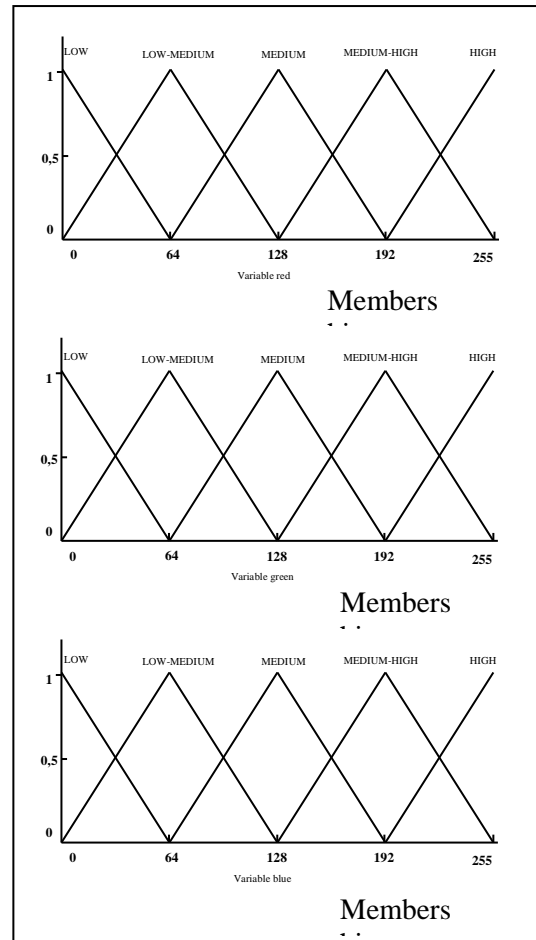 LOW LOW-MEDIUM MEDIUM MEDIUM-HIGH HIGH
1
0,5
0
0 64 128 192 255
Variable red
Members
LOW LOW-MEDIUM MEDIUM MEDIUM-HIGH HIGH
1
0,5
0
0 64 128 192 255
Variable green
Members
LOW LOW-MEDIUM MEDIUM MEDIUM-HIGH HIGH
1
0,5
0
0 64 128 192 255
Variable blue
Members